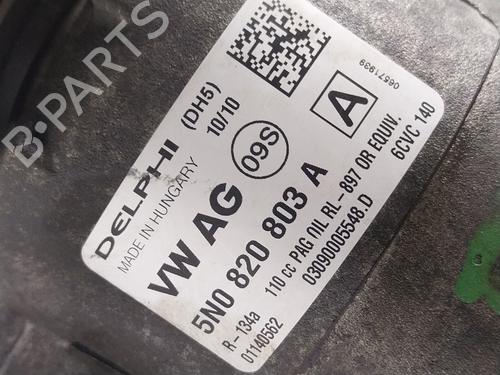 B-PARTS
DELPHI (DH5)
MADE IN HUNGARY 10/10
06571939
A
VW AG 09S
5N0 820 803 A
R-134a 110 cc PAG OIL RL-897 OR EQUIV.
01140562 03090005548.D 6CVC 140